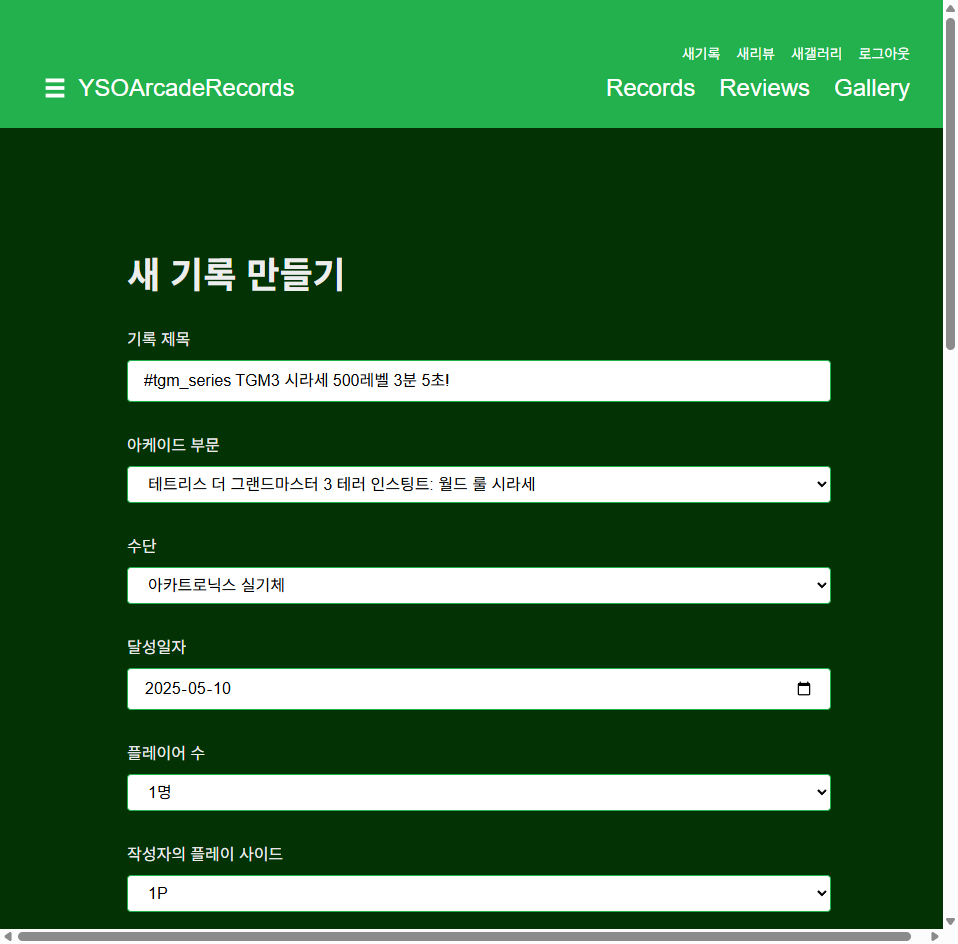 새기록 새리뷰 새갤러리 로그아웃
☰ YSOArcadeRecords Records Reviews Gallery
새 기록 만들기
기록 제목
#tgm_series TGM3 시라세 500레벨 3분 5초!
아케이드 부문
테트리스 더 그랜드마스터 3 테러 인스팅트: 월드 룰 시라세
수단
아카트로닉스 실기체
달성일자
2025-05-10
플레이어 수
1명
작성자의 플레이 사이드
1P